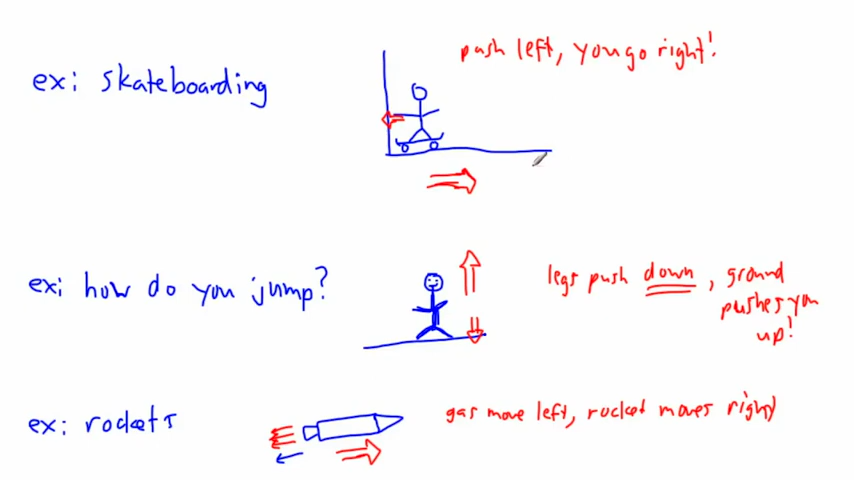 ex: skateboarding
push left, you go right!
ex: how do you jump?
legs push down, ground
pushes you
up!
ex: rockets
gas move left, rocket moves right